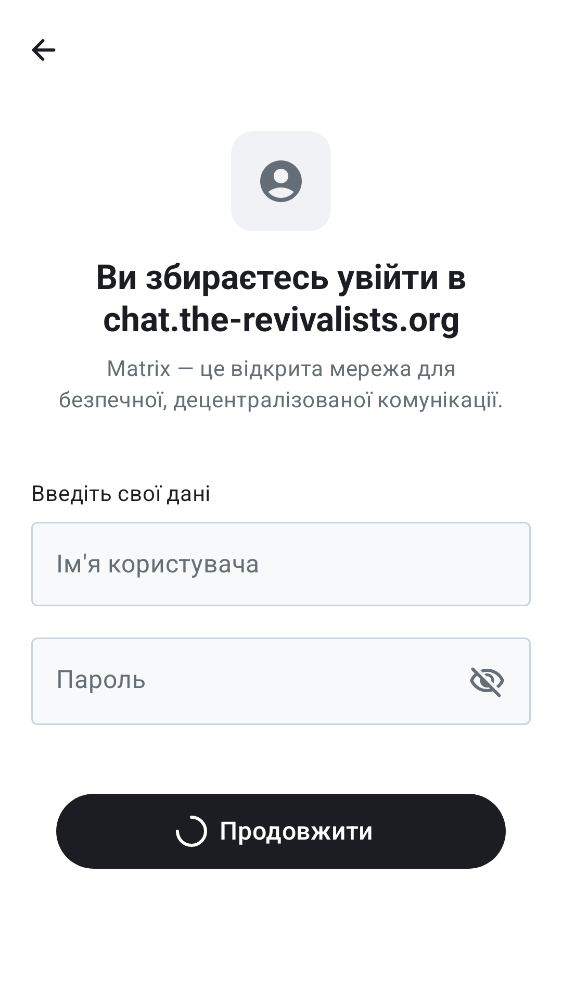 Ви збираєтесь увійти в
chat.the-revivalists.org
Matrix — це відкрита мережа для
безпечної, децентралізованої комунікації.
Введіть свої дані
Ім'я користувача
Пароль
Продовжити